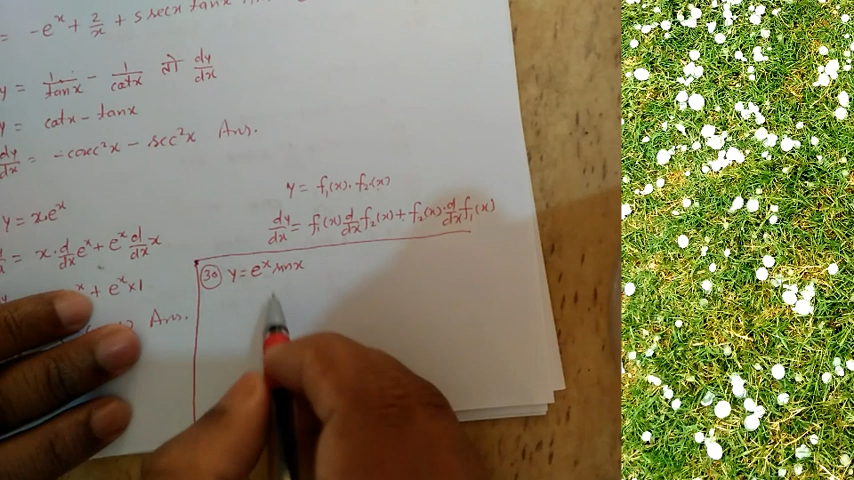 = -eˣ + 2/x + 5 secx tanx
y = 1/tanx - 1/cotx तो dy/dx
y = cotx - tanx
dy/dx = -cosec²x - sec²x Ans.
y = f₁(x)·f₂(x)
dy/dx = f₁(x) d/dx f₂(x) + f₂(x)·d/dx f₁(x)
y = x·eˣ
= x·d/dx eˣ + eˣ d/dx x
ˣ + eˣ×1
Ans.
30 y = eˣ sinx